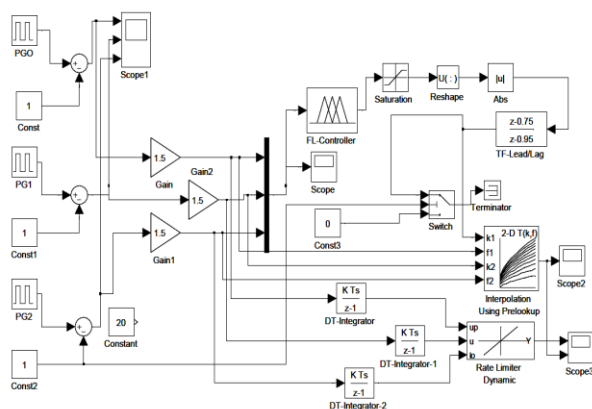 PG0
Scope1
1
Const
FL-Controller
Saturation
U( : )
Reshape
|u|
Abs
z-0.75
z-0.95
TF-Lead/Lag
PG1
1.5
Gain
Gain2
1.5
Scope
1
Const1
1.5
Gain1
0
Const3
Switch
Terminator
k1
f1
k2
f2
2-D T(k,f)
Interpolation
Using Prelookup
Scope2
PG2
20
Constant
K Ts
z-1
DT-Integrator
K Ts
z-1
DT-Integrator-1
up
u
lo
Y
Rate Limiter
Dynamic
Scope3
1
Const2
K Ts
z-1
DT-Integrator-2